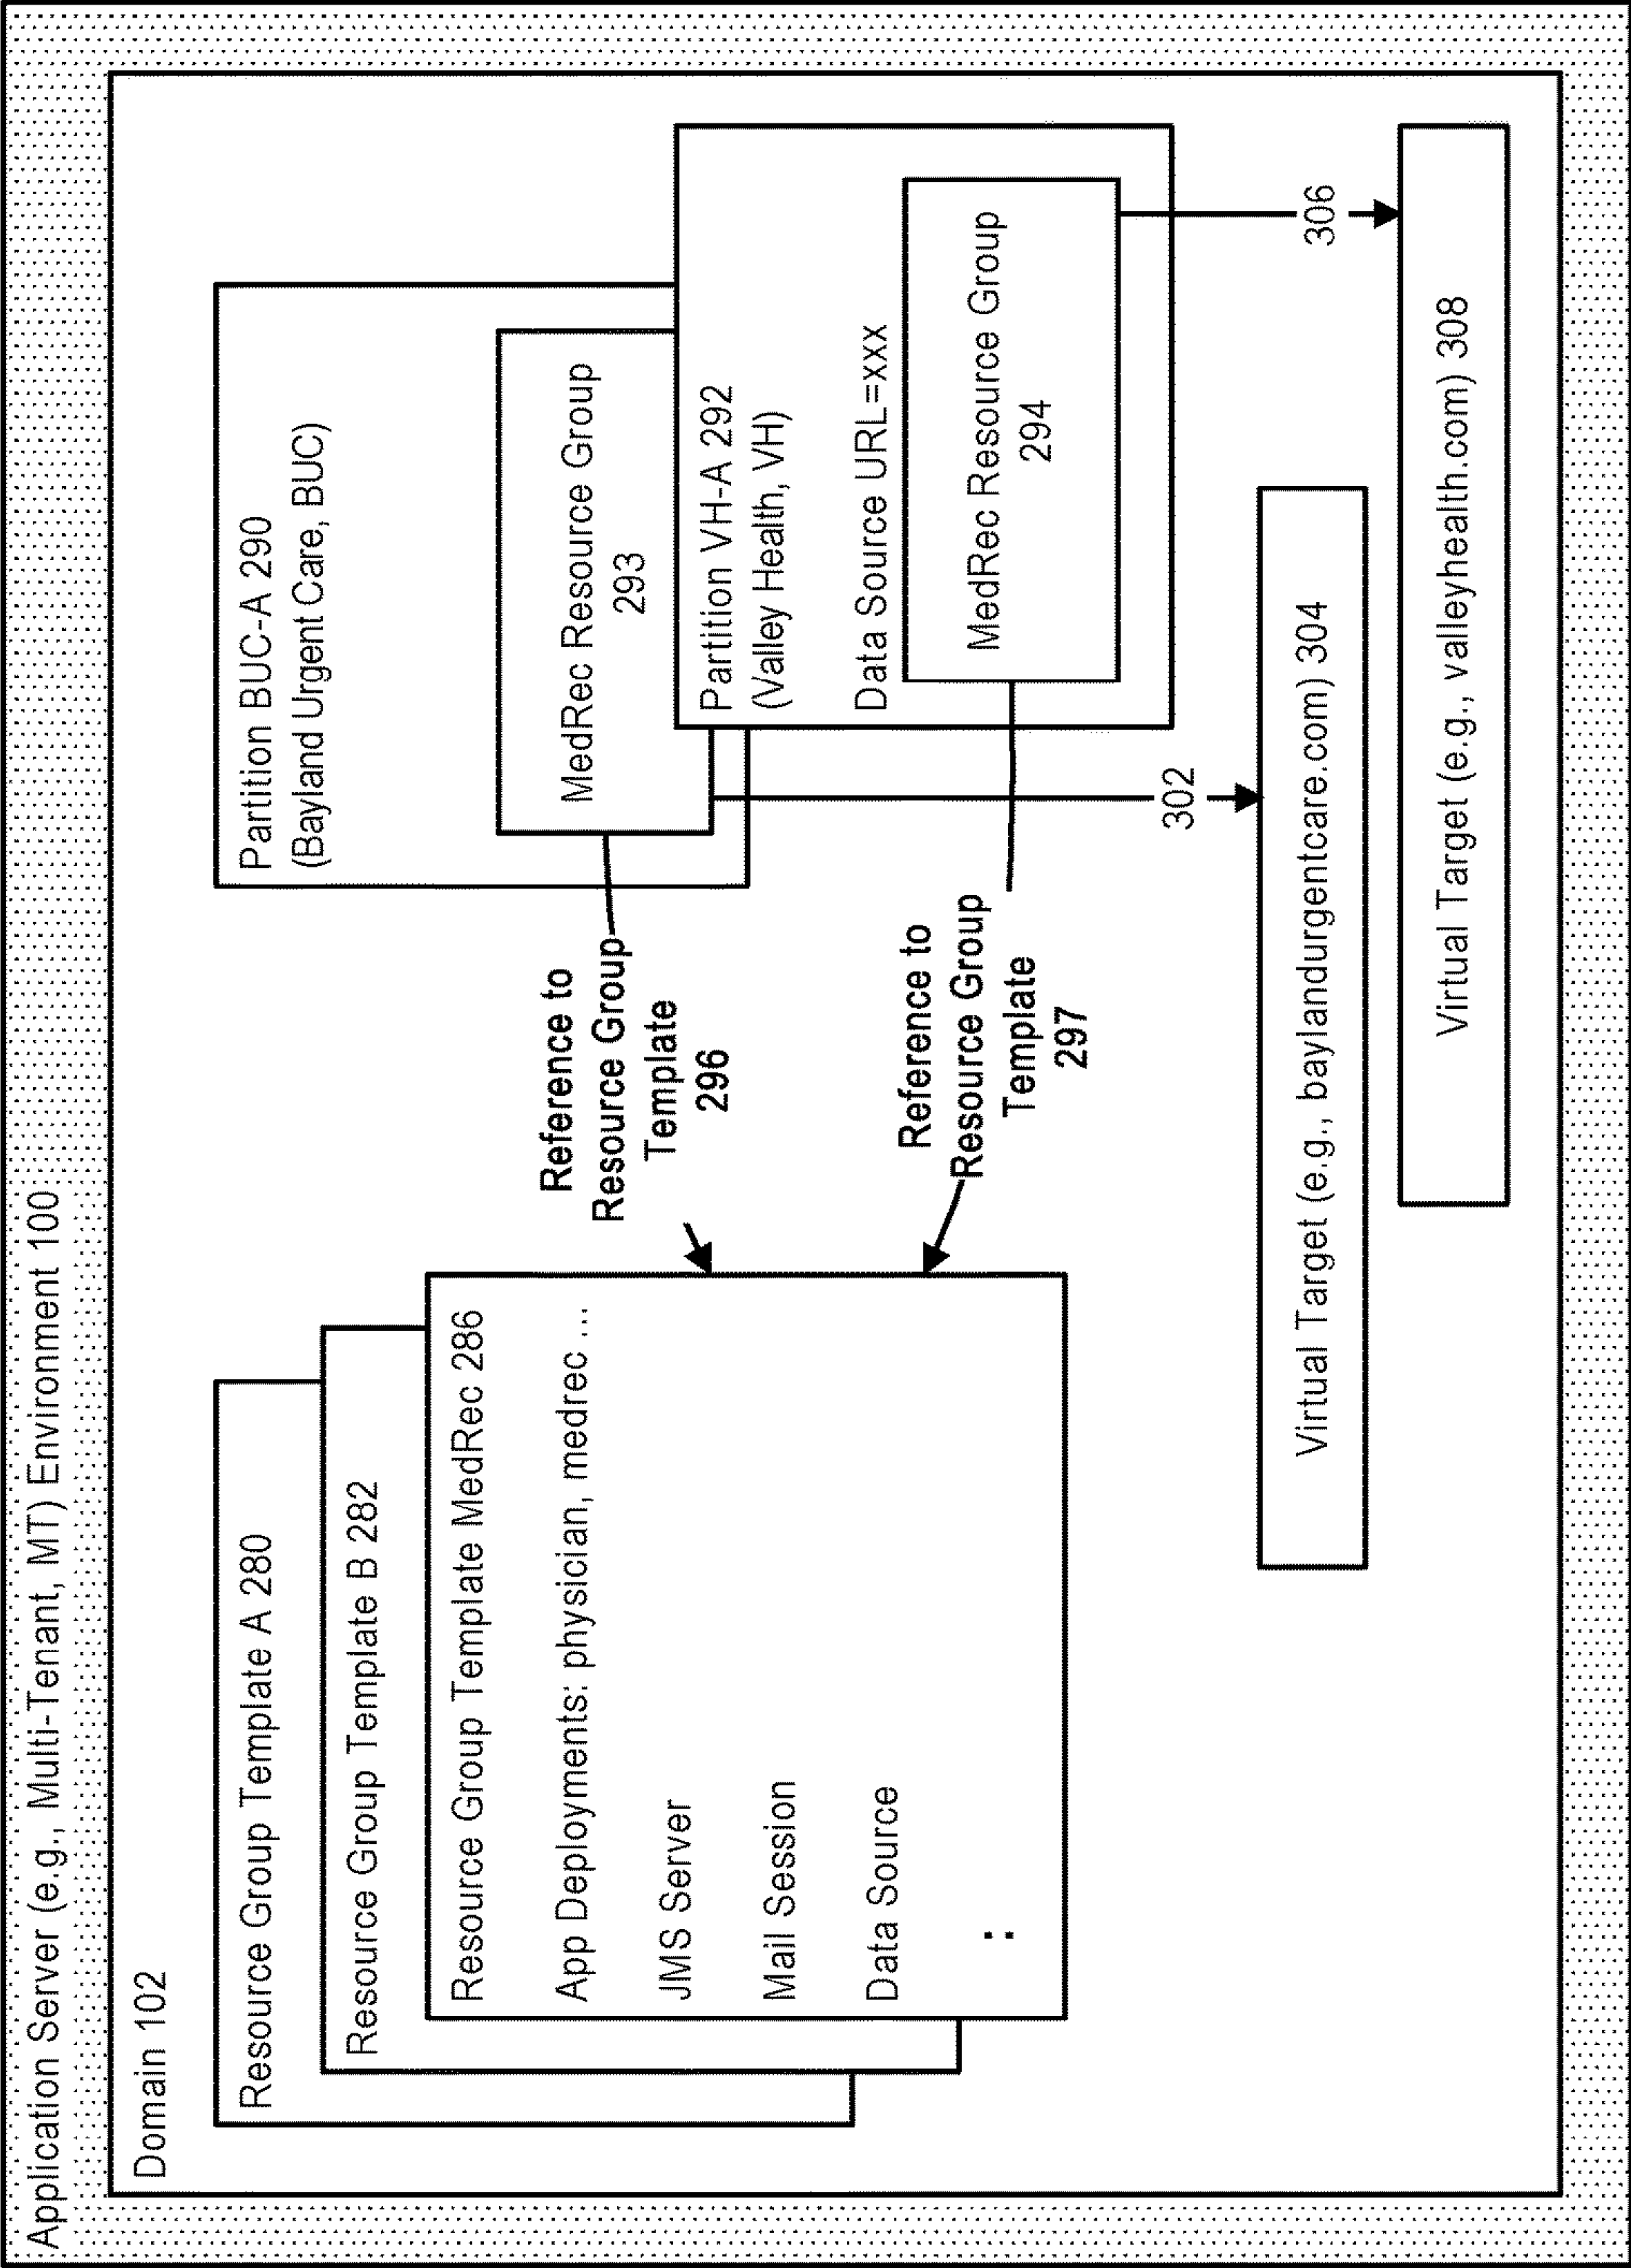 Application Server (e.g., Multi-Tenant, MT) Environment 100
Domain 102
Resource Group Template A 280
Resource Group Template B 282
Resource Group Template MedRec 286
App Deployments: physician, medrec ...
JMS Server
Mail Session
Data Source
:
Reference to
Resource Group
Template
296
Reference to
Resource Group
Template
297
Partition BUC-A 290
(Bayland Urgent Care, BUC)
MedRec Resource Group
293
Partition VH-A 292
(Valley Health, VH)
Data Source URL=xxx
MedRec Resource Group
294
302
306
Virtual Target (e.g., baylandurgentcare.com) 304
Virtual Target (e.g., valleyhealth.com) 308